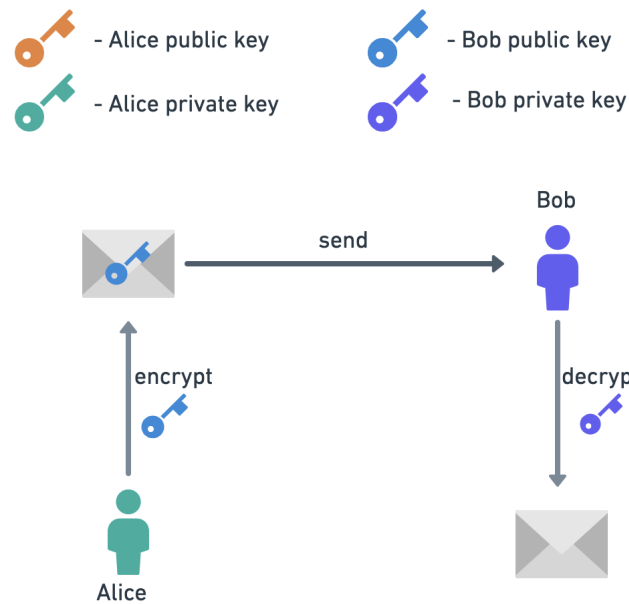 - Alice public key
- Bob public key
- Alice private key
- Bob private key
Bob
send
encrypt
decryp
Alice